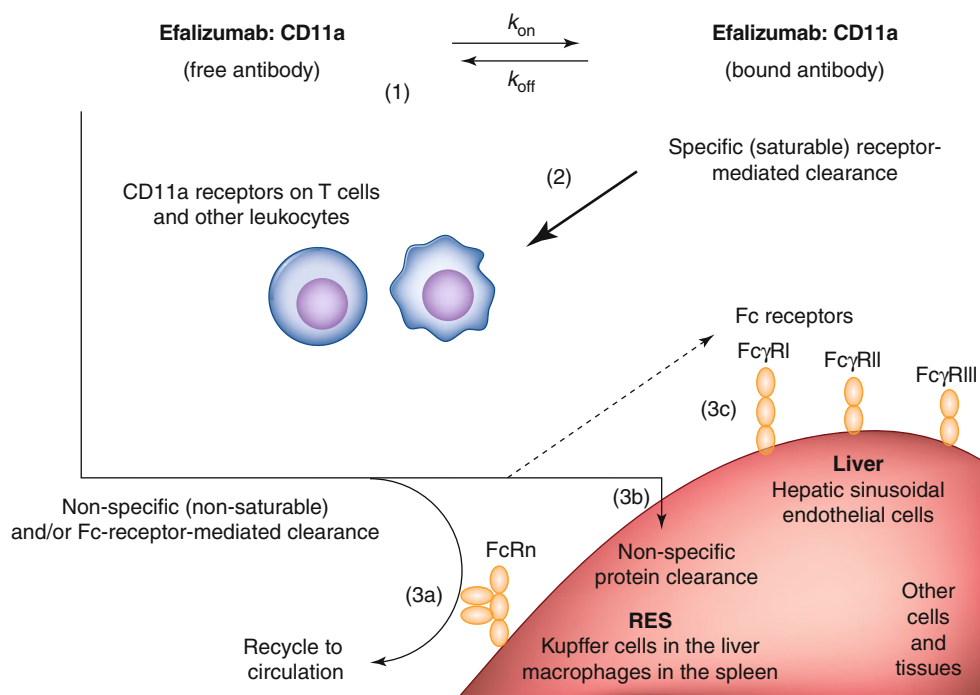 Efalizumab: CD11a
(free antibody)
kon
koff
Efalizumab: CD11a
(bound antibody)
(1)
Specific (saturable) receptor-
mediated clearance
(2)
CD11a receptors on T cells
and other leukocytes
Fc receptors
FcγRI
FcγRII
FcγRIII
(3c)
Liver
Hepatic sinusoidal
endothelial cells
Non-specific (non-saturable)
and/or Fc-receptor-mediated clearance
(3b)
Non-specific
protein clearance
FcRn
(3a)
Recycle to
circulation
RES
Kupffer cells in the liver
macrophages in the spleen
Other
cells
and
tissues